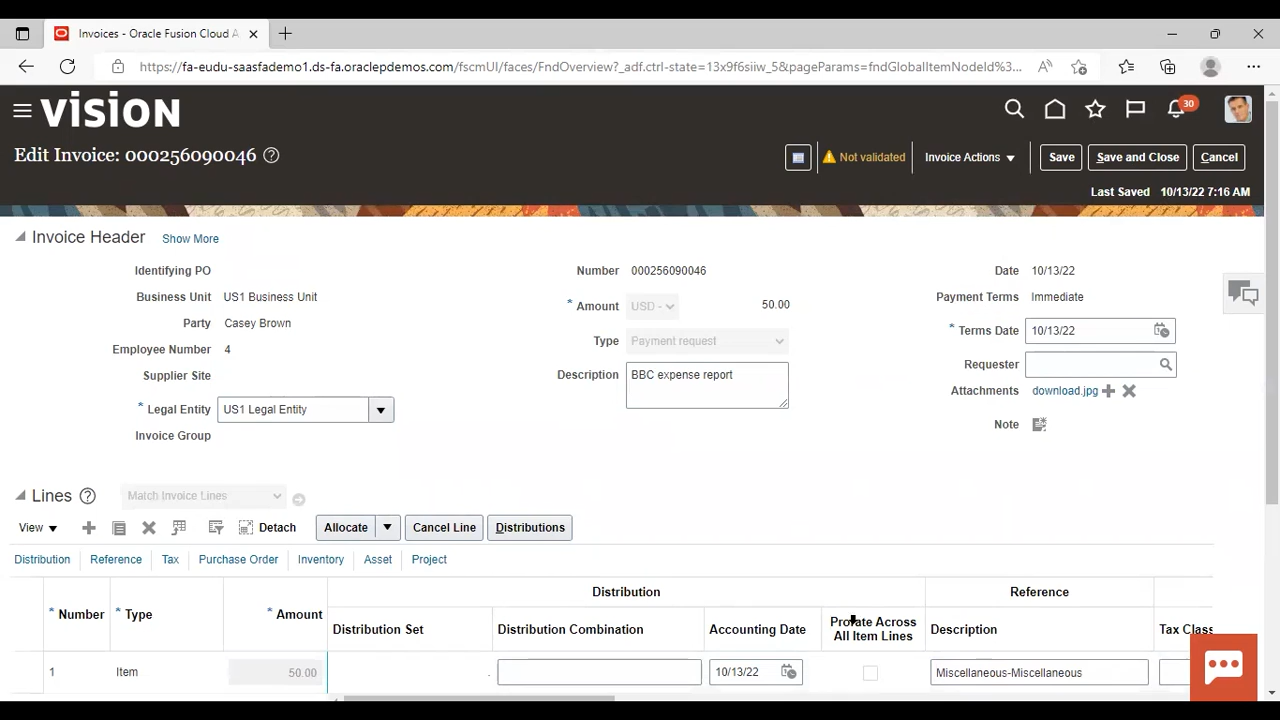 Invoices - Oracle Fusion Cloud A
https://fa-eudu-saasfademo1.ds-fa.oraclepdemos.com/fscmUI/faces/FndOverview?_adf.ctrl-state=13x9f6siiw_5&pageParams=fndGlobalItemNodeId%3...
VISION
30
Edit Invoice: 000256090046
Not validated
Invoice Actions
Save
Save and Close
Cancel
Last Saved 10/13/22 7:16 AM
Invoice Header
Show More
Identifying PO
Number 000256090046
Date 10/13/22
Business Unit US1 Business Unit
* Amount USD - 50.00
Payment Terms Immediate
Party Casey Brown
* Terms Date 10/13/22
Employee Number 4
Type Payment request
Requester
Supplier Site
Description BBC expense report
Attachments download.jpg
* Legal Entity US1 Legal Entity
Note
Invoice Group
Lines
Match Invoice Lines
View
Detach
Allocate
Cancel Line
Distributions
Distribution
Reference
Tax
Purchase Order
Inventory
Asset
Project
Distribution
Reference
* Number
* Type
* Amount
Distribution Set
Distribution Combination
Accounting Date
Prorate Across
All Item Lines
Description
Tax Class
1
Item
50.00
10/13/22
Miscellaneous-Miscellaneous